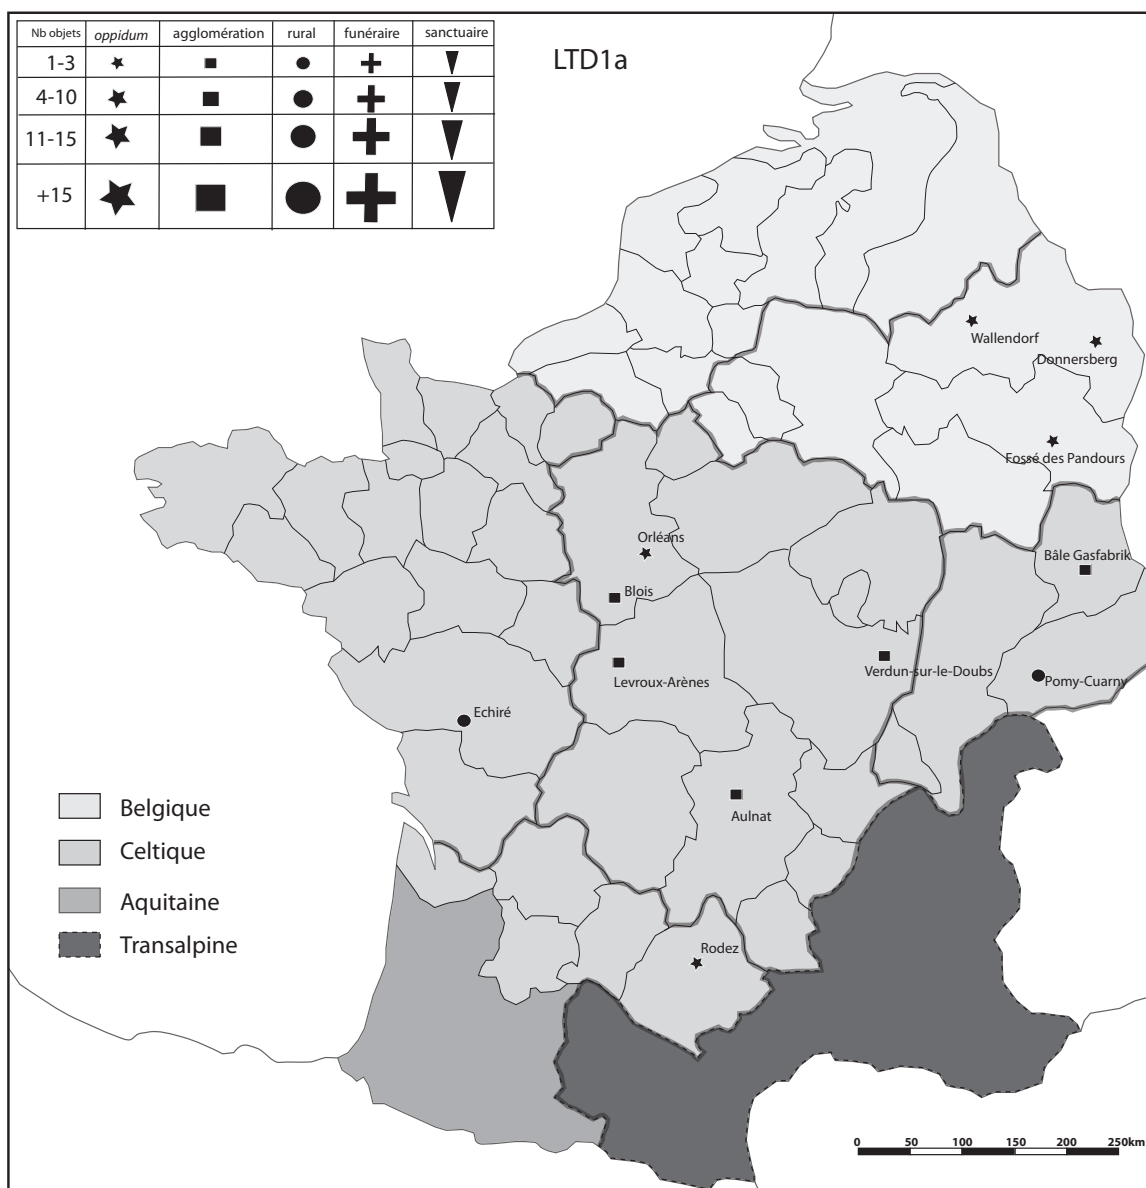 Nb objets oppidum agglomération rural funéraire sanctuaire
1-3
4-10
11-15
+15
LTD1a
Wallendorf
Donnersberg
Fossé des Pandours
Orléans
Bâle Gasfabrik
Blois
Verdun-sur-le-Doubs
Levroux-Arènes
Pomy-Cuarny
Echiré
Aulnat
Belgique
Celtique
Aquitaine
Transalpine
Rodez
0 50 100 150 200 250km